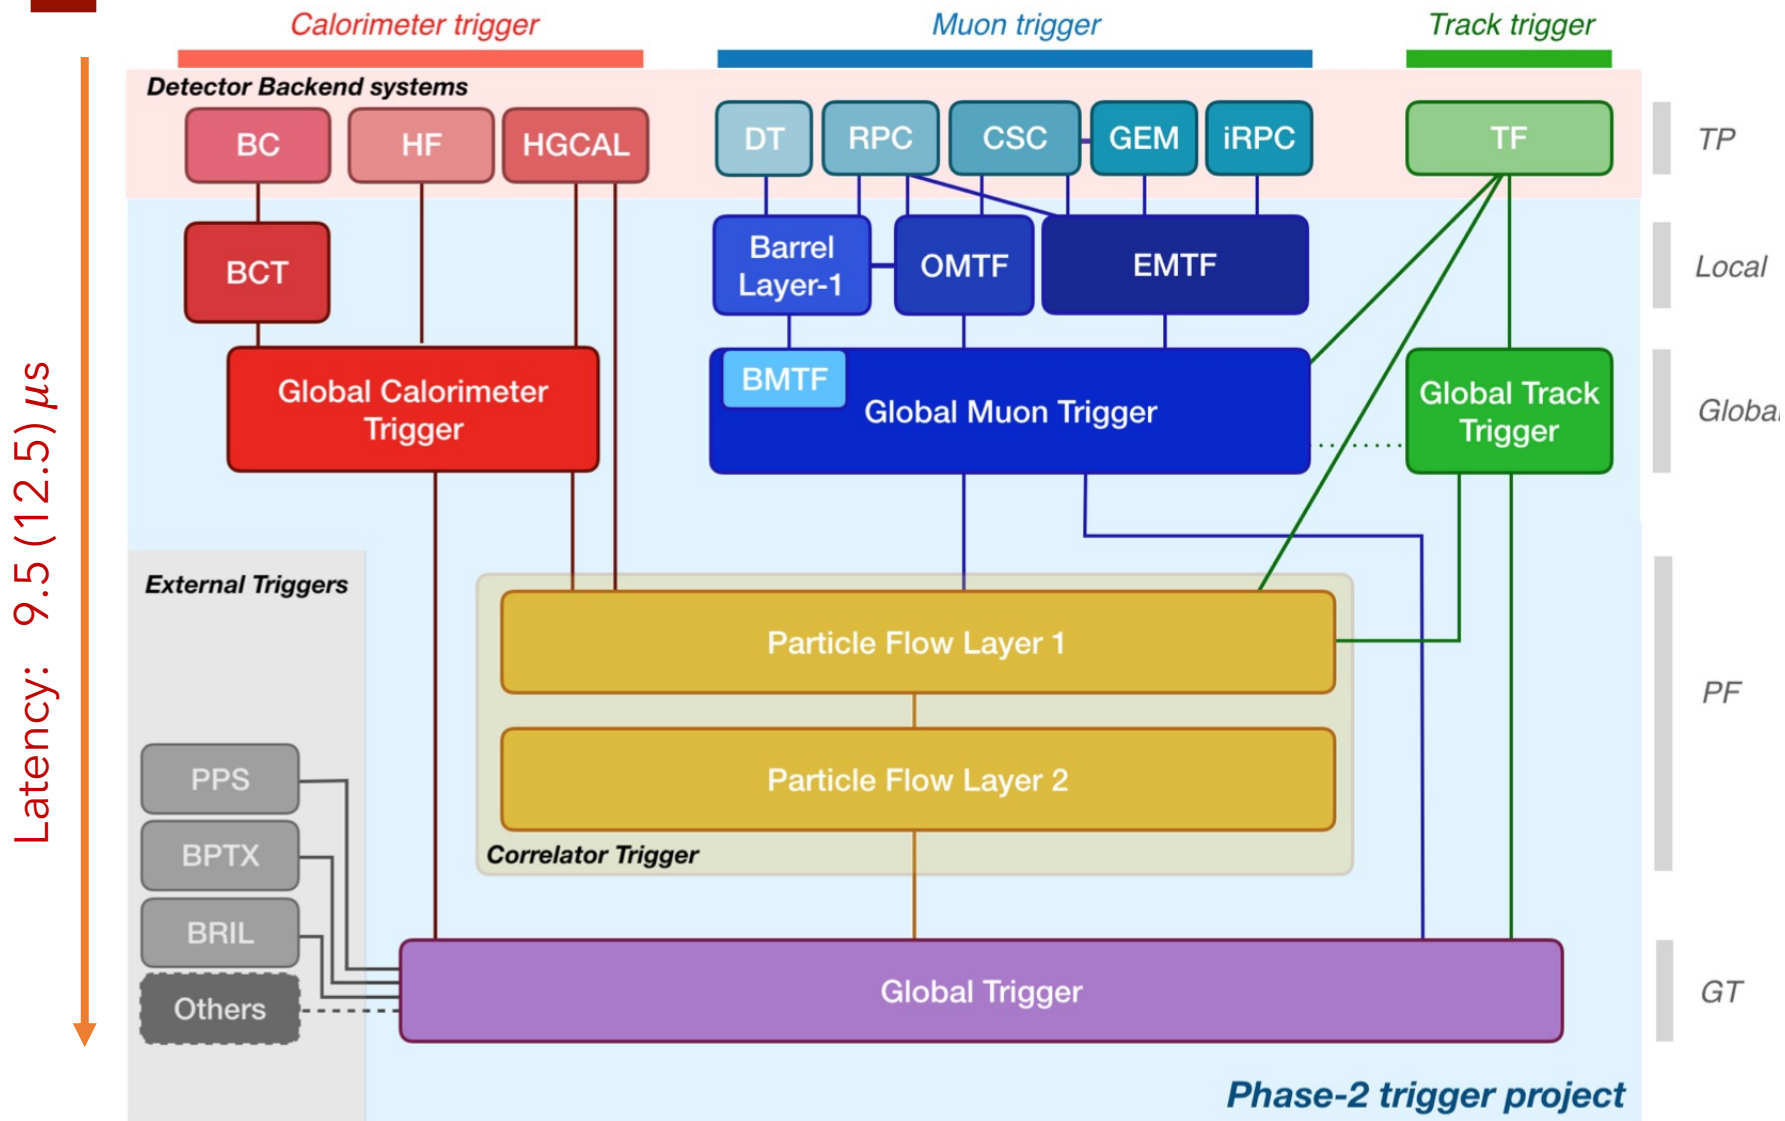 Calorimeter trigger
Muon trigger
Track trigger
Detector Backend systems
BC
HF
HGCAL
DT
RPC
CSC
GEM
iRPC
TF
TP
BCT
Barrel
Layer-1
OMTF
EMTF
Local
Global Calorimeter
Trigger
BMTF
Global Muon Trigger
Global Track
Trigger
Global
Latency: 9.5 (12.5) μs
External Triggers
Particle Flow Layer 1
PF
Particle Flow Layer 2
Correlator Trigger
PPS
BPTX
BRIL
Others
Global Trigger
GT
Phase-2 trigger project